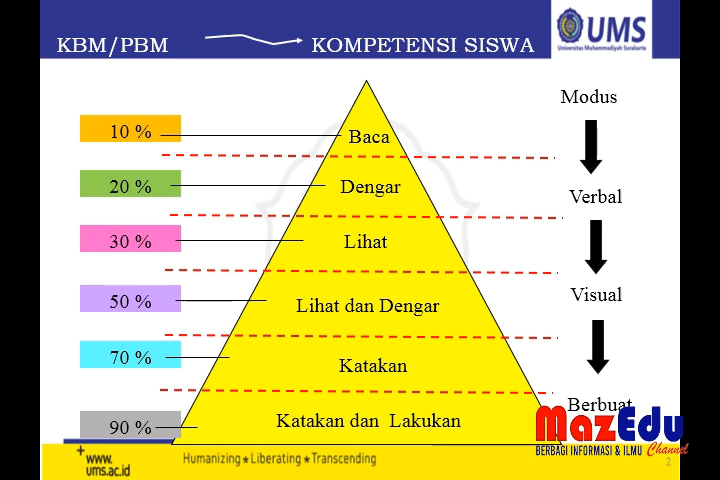 KBM/PBM KOMPETENSI SISWA
UMS
Universitas Muhammadiyah Surakarta
Modus
10 % Baca
20 % Dengar
Verbal
30 % Lihat
Visual
50 % Lihat dan Dengar
70 % Katakan
Berbuat
90 % Katakan dan Lakukan
MazEdu
BERBAGI INFORMASI & ILMU Channel
+www.
ums.ac.id
Humanizing★Liberating★Transcending
2